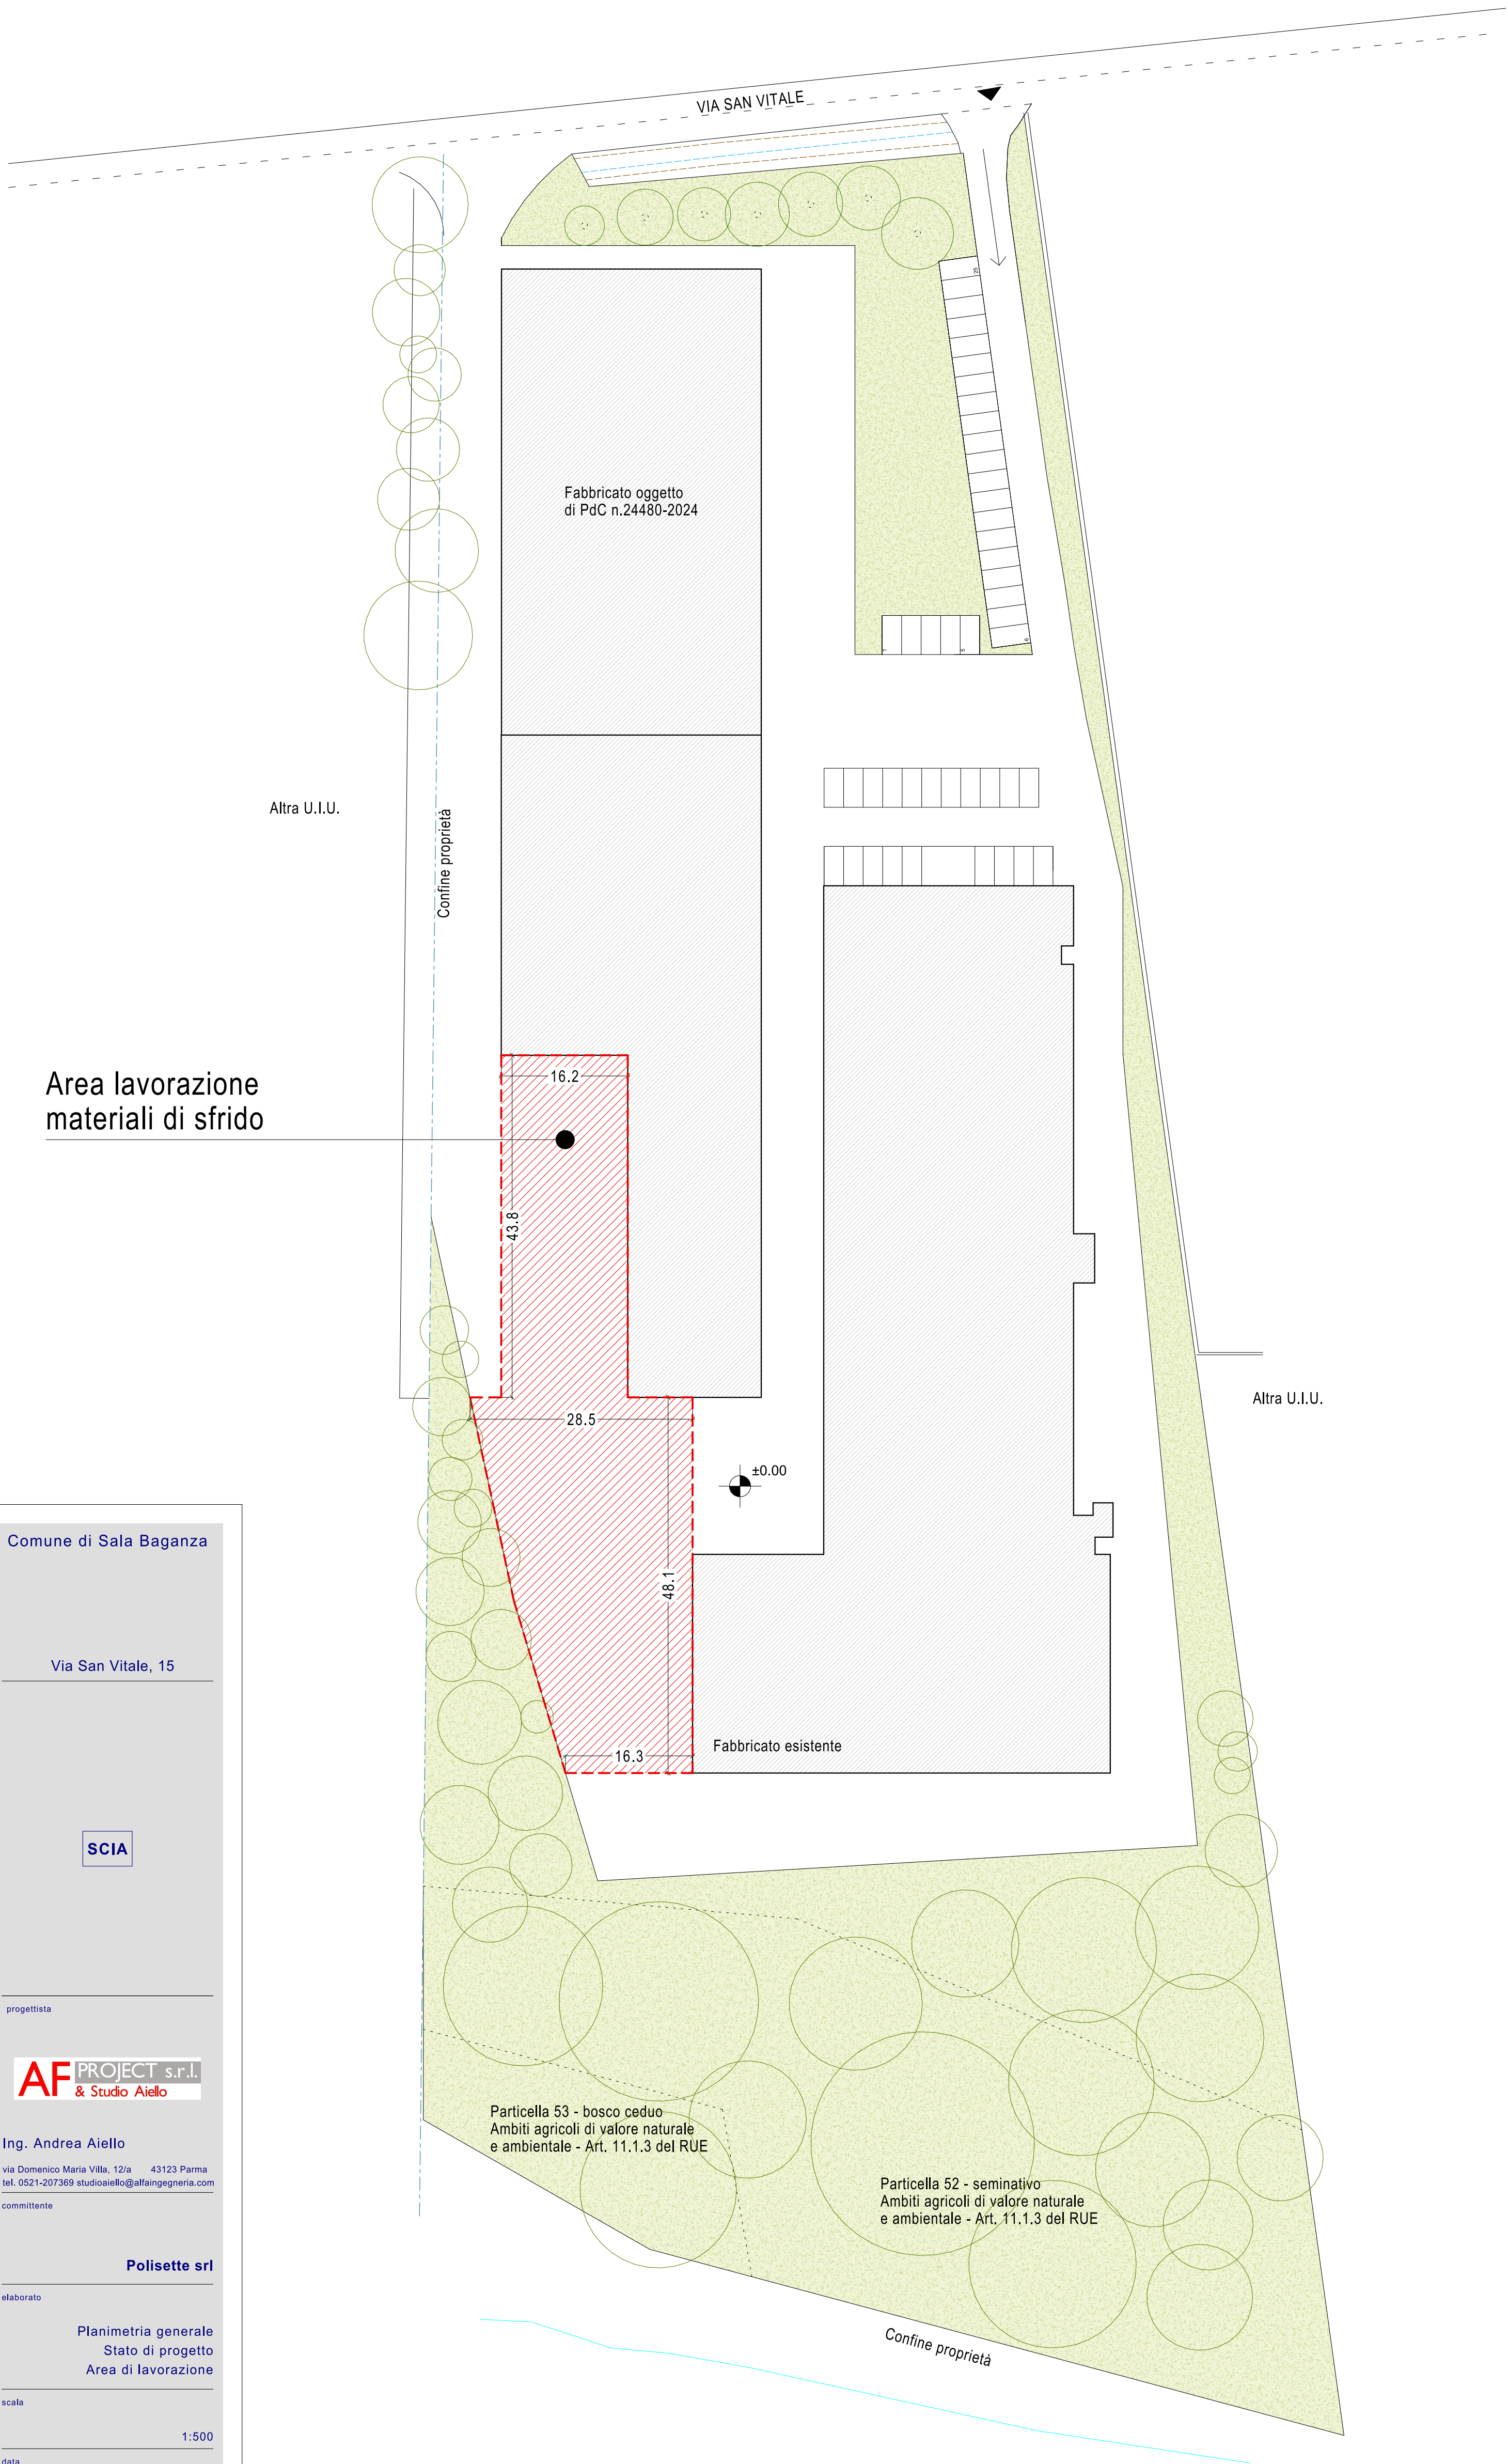 VIA SAN VITALE
25
Fabbricato oggetto
di PdC n.24480-2024
1
5
6
Altra U.I.U.
Confine proprietà
Area lavorazione
materiali di sfrido
16.2
43.8
28.5
Altra U.I.U.
±0.00
48.1
16.3
Fabbricato esistente
Particella 53 - bosco ceduo
Ambiti agricoli di valore naturale
e ambientale - Art. 11.1.3 del RUE
Particella 52 - seminativo
Ambiti agricoli di valore naturale
e ambientale - Art. 11.1.3 del RUE
Confine proprietà
Comune di Sala Baganza
Via San Vitale, 15
SCIA
progettista
AF PROJECT s.r.l.
& Studio Aiello
Ing. Andrea Aiello
via Domenico Maria Villa, 12/a 43123 Parma
tel. 0521-207369 studioaiello@alfaingegneria.com
committente
Polisette srl
elaborato
Planimetria generale
Stato di progetto
Area di lavorazione
scala
1:500
data